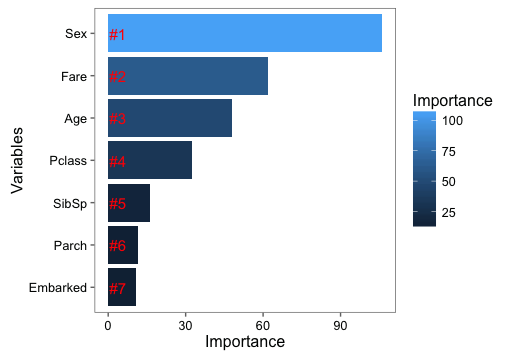 Sex #1
Fare #2
Age #3
Pclass #4
SibSp #5
Parch #6
Embarked #7
Variables
0 30 60 90
Importance
Importance
100
75
50
25